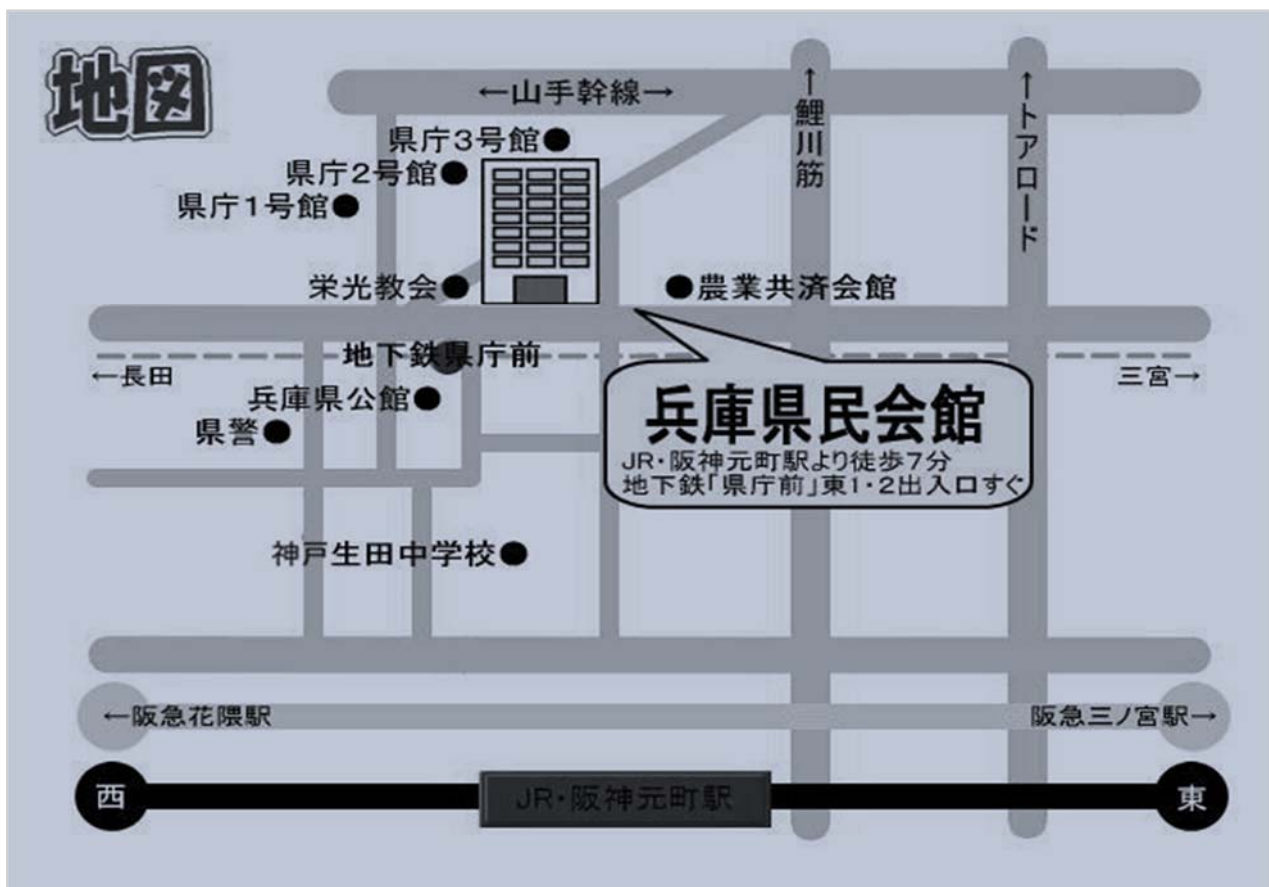 地図
←山手幹線→
↑鯉川筋
↑トアロード
県庁3号館●
県庁2号館●
県庁1号館●
栄光教会●
●農業共済会館
地下鉄県庁前
←長田
三宮→
兵庫県公館●
県警●
兵庫県民会館
JR・阪神元町駅より徒歩7分
地下鉄「県庁前」東1・2出入口すぐ
神戸生田中学校●
←阪急花隈駅
阪急三ノ宮駅→
西
JR・阪神元町駅
東